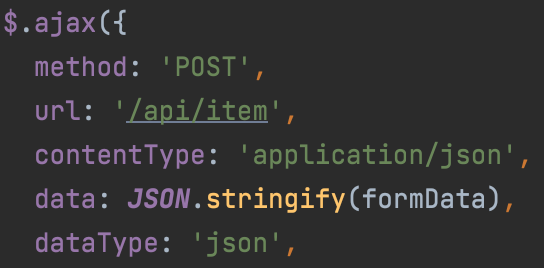 $.ajax({
method: 'POST',
url: '/api/item',
contentType: 'application/json',
data: JSON.stringify(formData),
dataType: 'json',